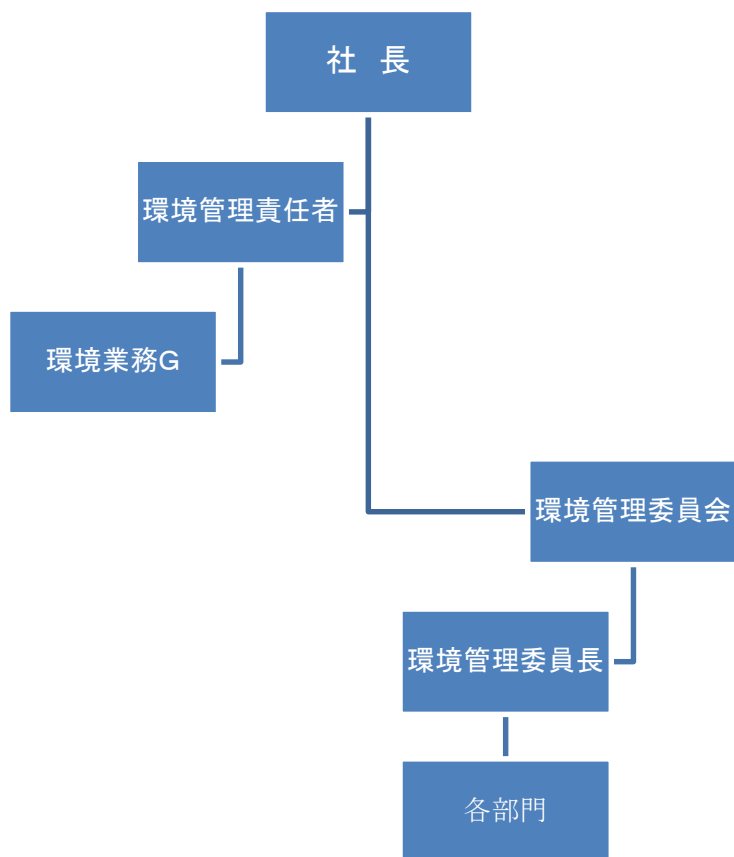 社　長
環境管理責任者
環境業務G
環境管理委員会
環境管理委員長
各部門